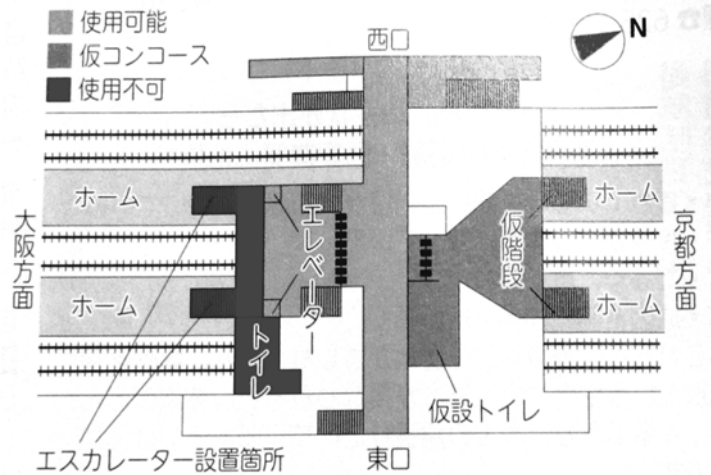 使用可能
仮コンコース
使用不可
西口
N
ホーム
ホーム
大阪方面
エレベーター
仮階段
京都方面
ホーム
ホーム
トイレ
仮設トイレ
エスカレーター設置箇所
東口